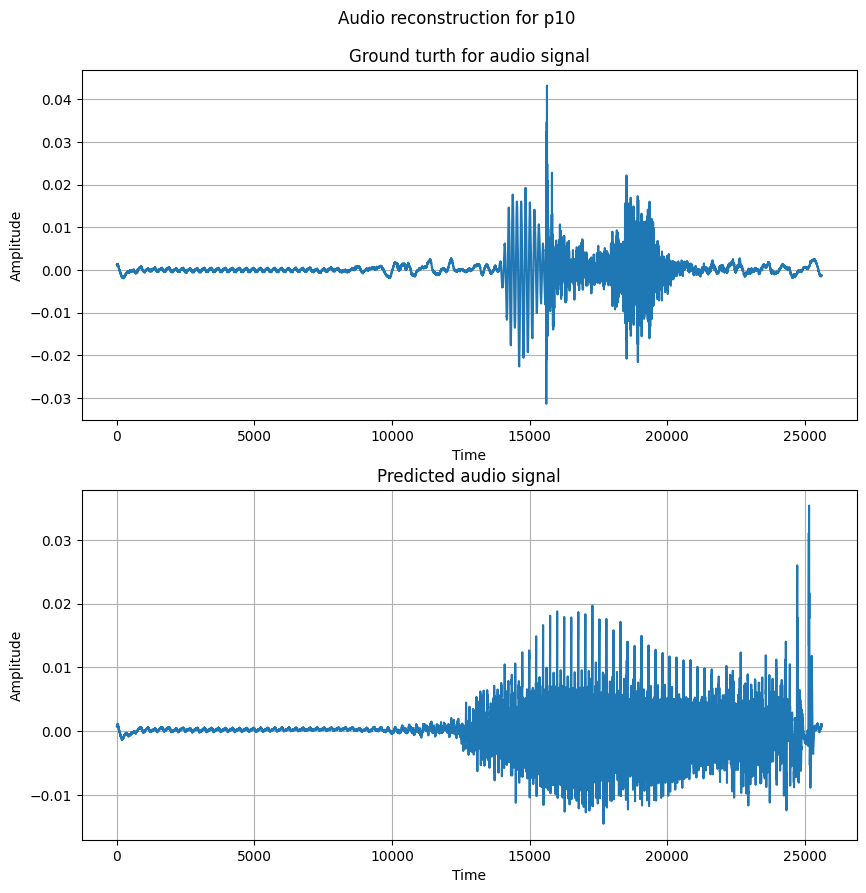 Audio reconstruction for p10
Ground turth for audio signal
0.04
0.03
0.02
0.01
0.00
−0.01
−0.02
−0.03
Amplitude
0 5000 10000 15000 20000 25000
Time
Predicted audio signal
0.03
0.02
0.01
0.00
−0.01
Amplitude
0 5000 10000 15000 20000 25000
Time